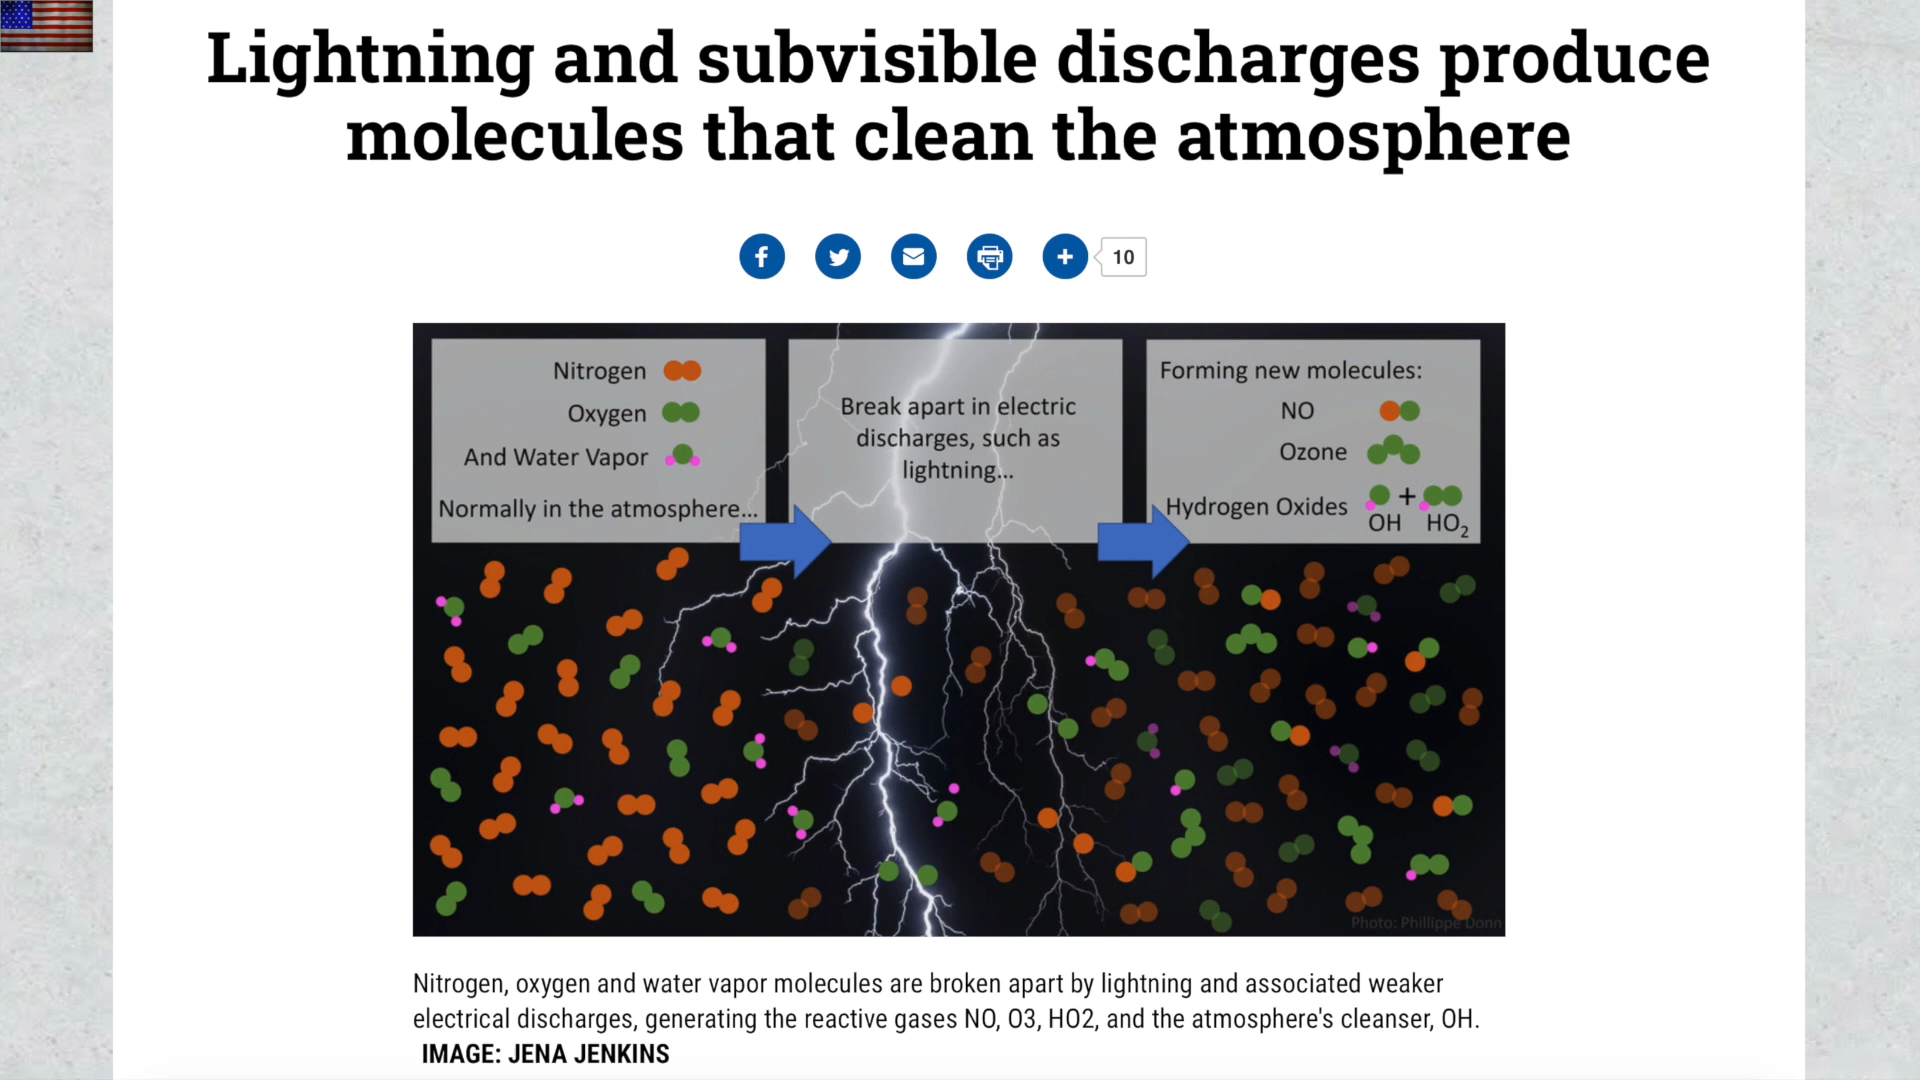 Lightning and subvisible discharges produce
molecules that clean the atmosphere
10
Nitrogen
Oxygen
And Water Vapor
Normally in the atmosphere...
Break apart in electric
discharges, such as
lightning...
Forming new molecules:
NO
Ozone
Hydrogen Oxides
+
OH HO2
Photo: Phillippe Donn
Nitrogen, oxygen and water vapor molecules are broken apart by lightning and associated weaker
electrical discharges, generating the reactive gases NO, O3, HO2, and the atmosphere's cleanser, OH.
IMAGE: JENA JENKINS